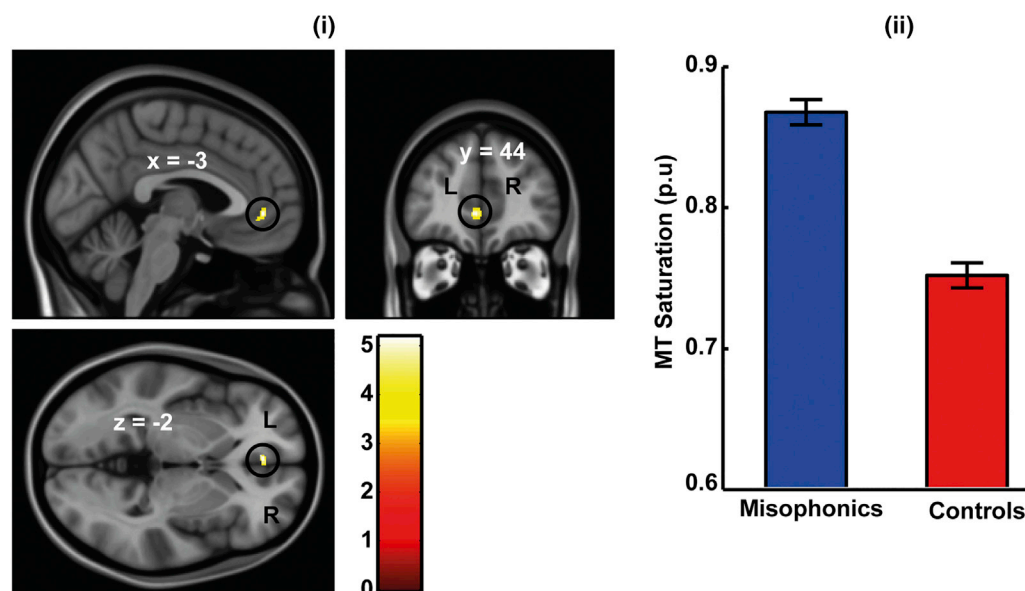 (i)
x = -3
y = 44
L R
z = -2
L
R
5
4
3
2
1
0
(ii)
MT Saturation (p.u)
0.9
0.8
0.7
0.6
Misophonics Controls